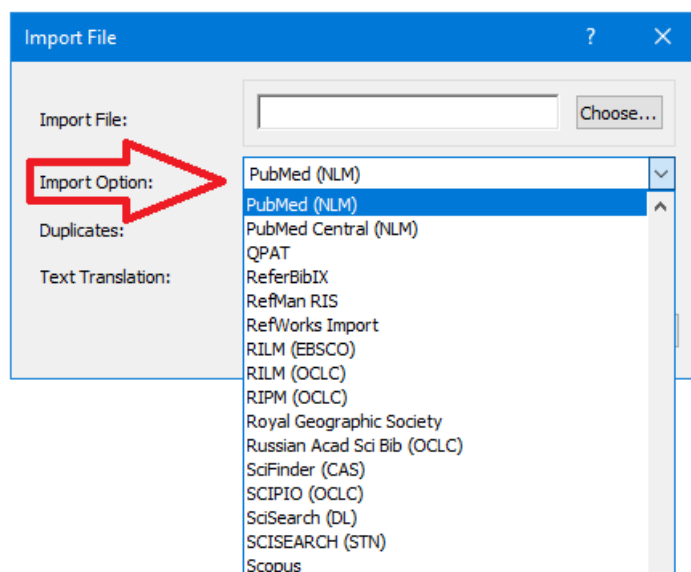 Import File
?
Import File:
Choose...
Import Option:
PubMed (NLM)
PubMed (NLM)
PubMed Central (NLM)
Duplicates:
QPAT
Text Translation:
ReferBibIX
RefMan RIS
RefWorks Import
RILM (EBSCO)
RILM (OCLC)
RIPM (OCLC)
Royal Geographic Society
Russian Acad Sci Bib (OCLC)
SciFinder (CAS)
SCIPIO (OCLC)
SciSearch (DL)
SCISEARCH (STN)
Scopus